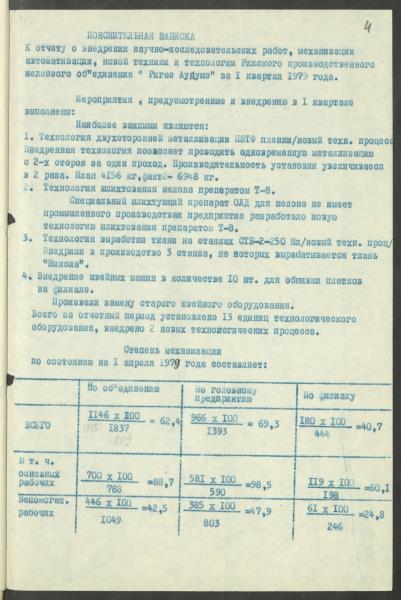 4
ПОЯСНИТЕЛЬНАЯ ЗАПИСКА
К отчету о внедрении научно-исследовательских работ, механизации
автоматизации, новой техники и технологии Рижского производственного
шелкового об"единения " Ригас Аудумс" за I квартал 1979 года.
Мероприятия , предусмотренные к внедрению в I квартале
выполнены:
Наиболее важными являются:
1. Технология двухсторонней металлизации ПЭТФ пленки/новый техн. процесс
Внедренная технология позволяет проводить одновременную металлизацию
с 2-х сторон за один проход. Производительность установки увеличивается
в 2 раза. План 4156 кг, факт- 6948 кг.
2. Технология шлихтования шелона препаратом Т-8.
Специальный шлихтующий препарат ОЛД для шелона не имеет
промышленного производства предприятие разработало новую
технологию шлихтования препаратом Т-8.
3. Технология выработки ткани на станках СТБ-2-250 Шл/новый техн. проц/
Внедрили в производство 3 станка, на которых вырабатывается ткань
"Никола".
4. Внедрение швейных машин в количестве 10 шт. для обшивки платков
на филиале.
Произвели замену старого швейного оборудования.
Всего за отчетный период установлено 13 единиц технологического
оборудования, внедрено 2 новых технологических процесса.
Степень механизации
по состоянию на I апреля 1979 года составляет:
По об"единению по головному предприятию По филиалу
ВСЕГО 1146 x 100 / 1837 = 62,4 966 x 100 / 1393 = 69,3 180 x 100 / 444 =40,7
1809
В т. ч.
основных рабочих 700 x 100 / 788 =88,7 581 x 100 / 590 =98,5 119 x 100 / 198 =60,1
Вспомогат. рабочих 446 x 100 / 1049 =42,5 385 x 100 / 803 =47,9 61 x 100 / 246 =24,8